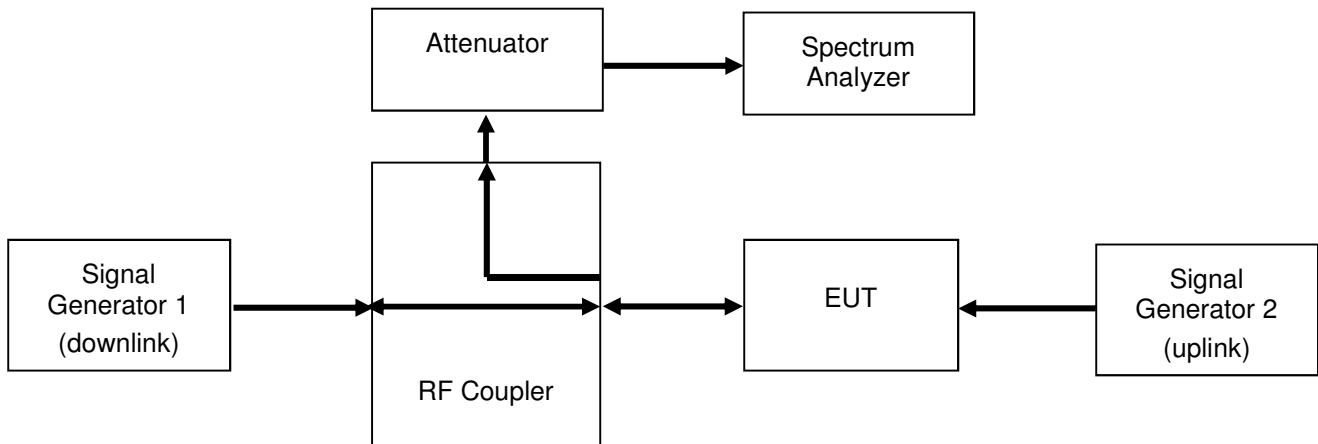 Attenuator
Spectrum
Analyzer
Signal
Generator 1
(downlink)
RF Coupler
EUT
Signal
Generator 2
(uplink)